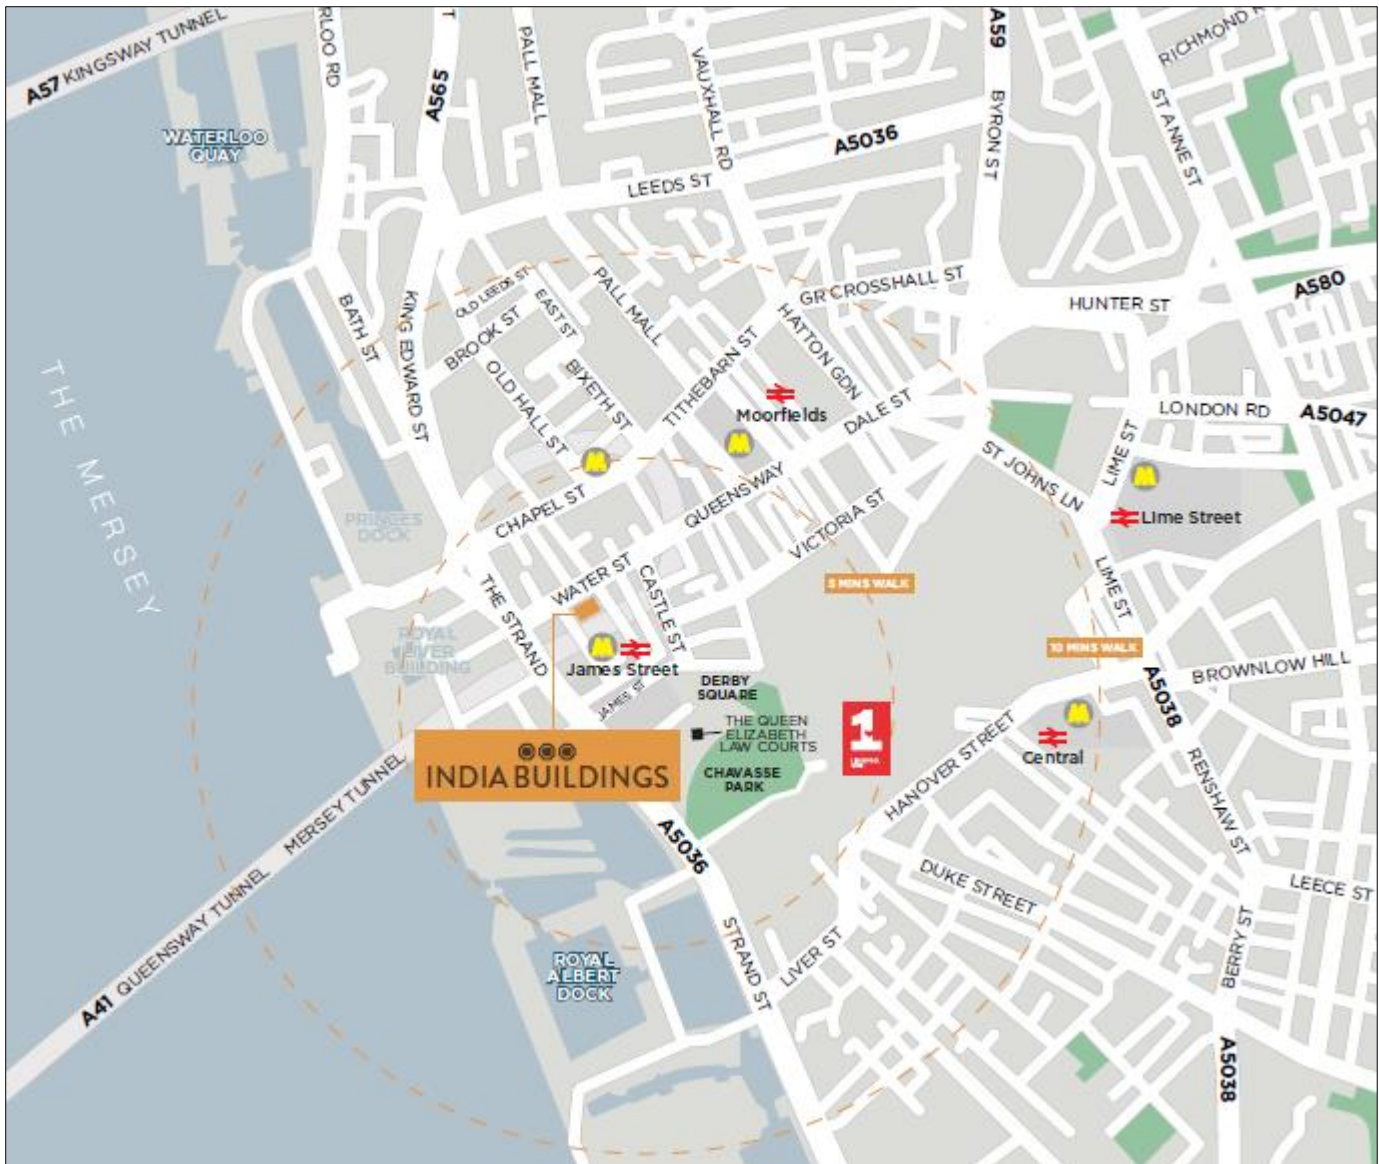 A57 KINGSWAY TUNNEL
RLOO RD
T
A565
PALL MALL
VAUXHALL RD
A59
BYRON ST
RICHMOND R
ST ANNE ST
WATERLOO
QUAY
A5036
LEEDS ST
A580
HUNTER ST
GR CROSSHALL ST
HATTON GDN
PALL MALL
OLD LEEDS ST
EAST ST
BROOK ST
BATH ST
KING EDWARD ST
OLD HALL ST
BIXETH ST
TITHEBARN ST
Moorfields
DALE ST
LONDON RD
A5047
LIME ST
ST JOHNS LN
Lime Street
THE MERSEY
PRINCES
DOCK
CHAPEL ST
QUEENSWAY
VICTORIA ST
WATER ST
CASTLE ST
THE STRAND
5 MINS WALK
LIME ST
10 MINS WALK
ROYAL
LIVER
BUILDING
James Street
JAMES ST
DERBY
SQUARE
BROWNLOW HILL
A5038
THE QUEEN
ELIZABETH
LAW COURTS
1
CHAVASSE
PARK
INDIA BUILDINGS
HANOVER STREET
Central
RENSHAW ST
MERSEY TUNNEL
A5036
DUKE STREET
LEECE ST
A41 QUEENSWAY TUNNEL
STRAND ST
LIVER ST
BERRY ST
ROYAL
ALBERT
DOCK
A5038